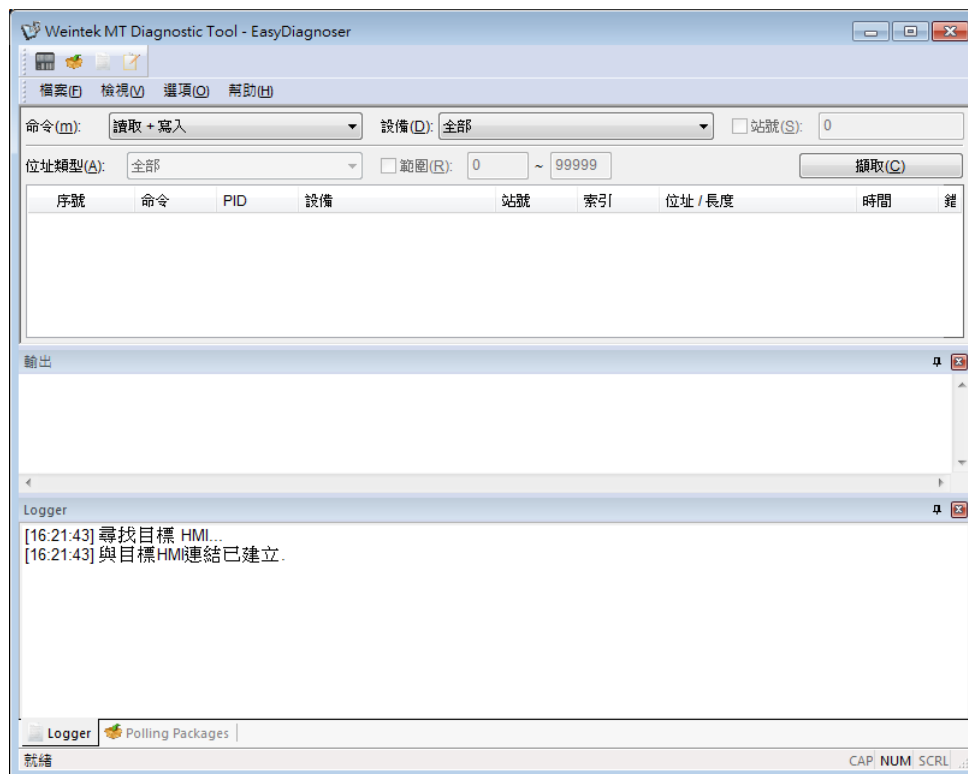 Weintek MT Diagnostic Tool - EasyDiagnoser
檔案(F) 檢視(V) 選項(O) 幫助(H)
命令(m): 讀取 + 寫入 設備(D): 全部 站號(S): 0
位址類型(A): 全部 範圍(R): 0 ~ 99999 擷取(C)
序號 命令 PID 設備 站號 索引 位址 / 長度 時間 錯
輸出
Logger
[16:21:43] 尋找目標 HMI...
[16:21:43] 與目標HMI連結已建立.
Logger Polling Packages
就緒 CAP NUM SCRL